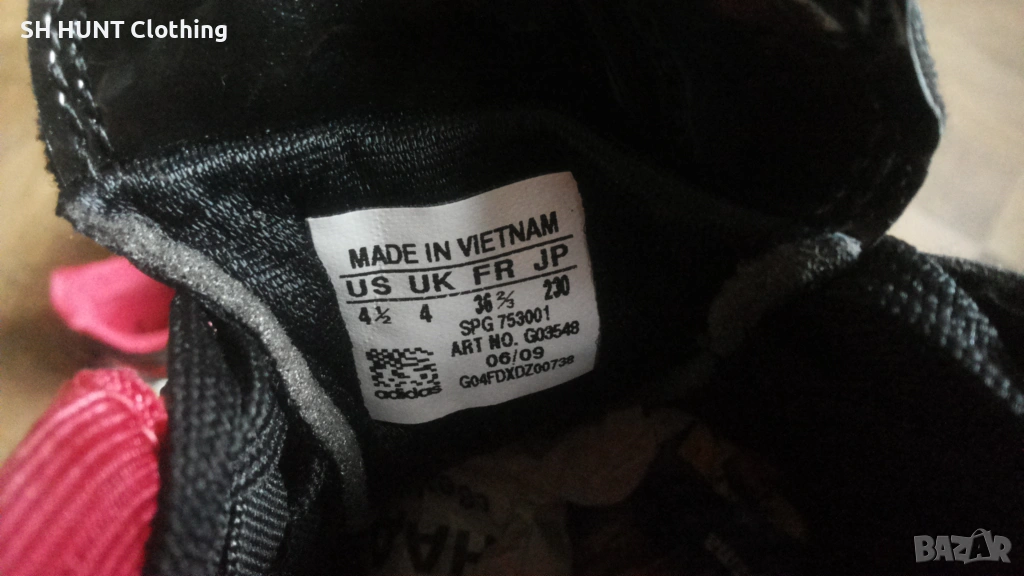 SH HUNT Clothing
MADE IN VIETNAM
US UK FR JP
4½ 4 36⅔ 230
SPG 753001
ART NO. G03548
06/09
G04FDXDZ00738
adidas
BAZAR